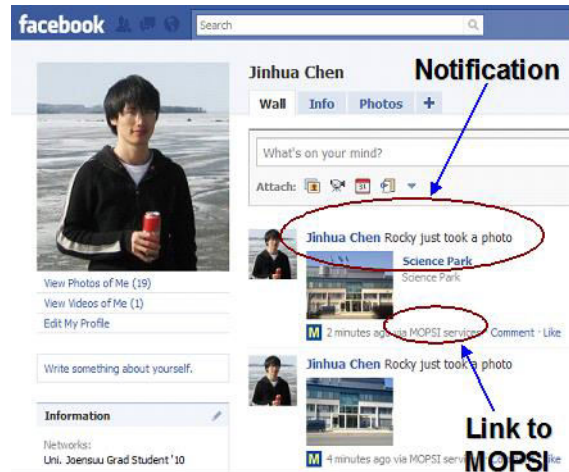 facebook
Search
Jinhua Chen
Notification
Wall Info Photos +
What's on your mind?
Attach: 31
Jinhua Chen Rocky just took a photo
Science Park
Science Park
M 2 minutes ago via MOPSI services · Comment · Like
Jinhua Chen Rocky just took a photo
M 4 minutes ago via MOPSI Like
Link to
MOPSI
View Photos of Me (19)
View Videos of Me (1)
Edit My Profile
Write something about yourself.
Information
Networks:
Uni. Joensuu Grad Student '10